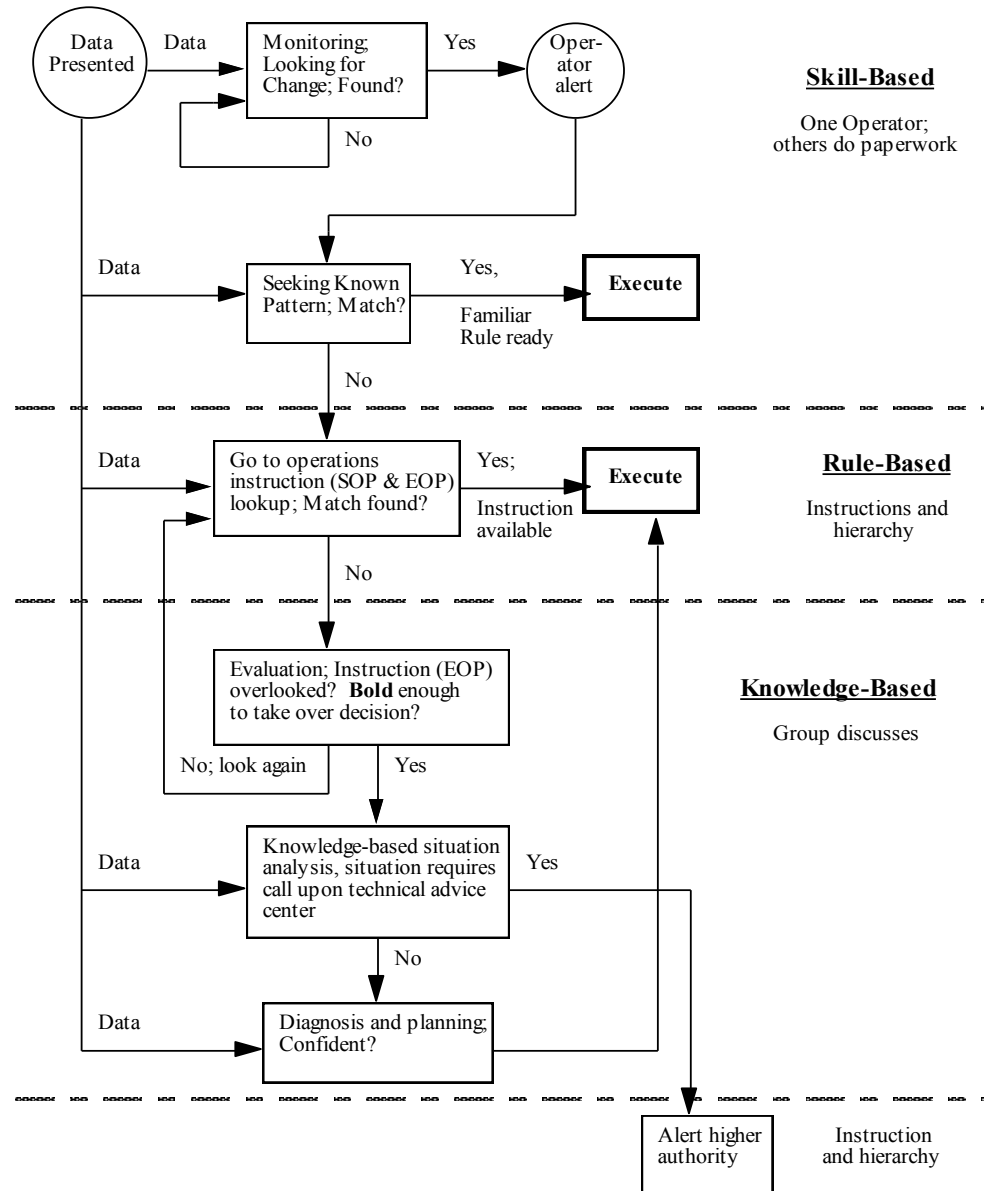 Data
Presented
Data
Monitoring;
Looking for
Change; Found?
Yes
Oper-
ator
alert
No
Skill-Based
One Operator;
others do paperwork
Data
Seeking Known
Pattern; Match?
Yes,
Familiar
Rule ready
Execute
No
Data
Go to operations
instruction (SOP & EOP)
lookup; Match found?
Yes;
Instruction
available
Execute
Rule-Based
Instructions and
hierarchy
No
Evaluation; Instruction (EOP)
overlooked? Bold enough
to take over decision?
Knowledge-Based
Group discusses
No; look again
Yes
Data
Knowledge-based situation
analysis, situation requires
call upon technical advice
center
Yes
No
Data
Diagnosis and planning;
Confident?
Alert higher
authority
Instruction
and hierarchy